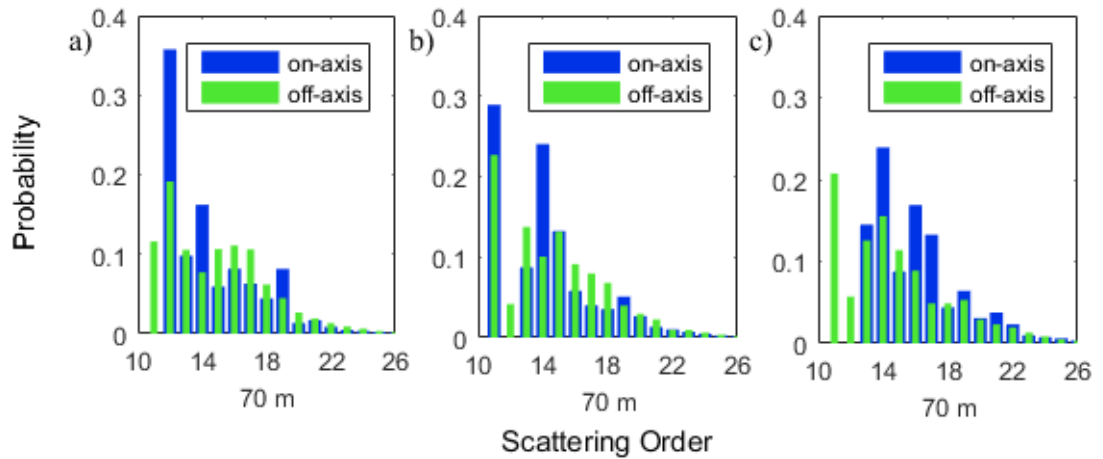 a)
0.4
0.3
0.2
0.1
0
on-axis
off-axis
10 14 18 22 26
70 m
b)
0.4
0.3
0.2
0.1
0
on-axis
off-axis
10 14 18 22 26
70 m
c)
0.4
0.3
0.2
0.1
0
on-axis
off-axis
10 14 18 22 26
70 m
Probability
Scattering Order